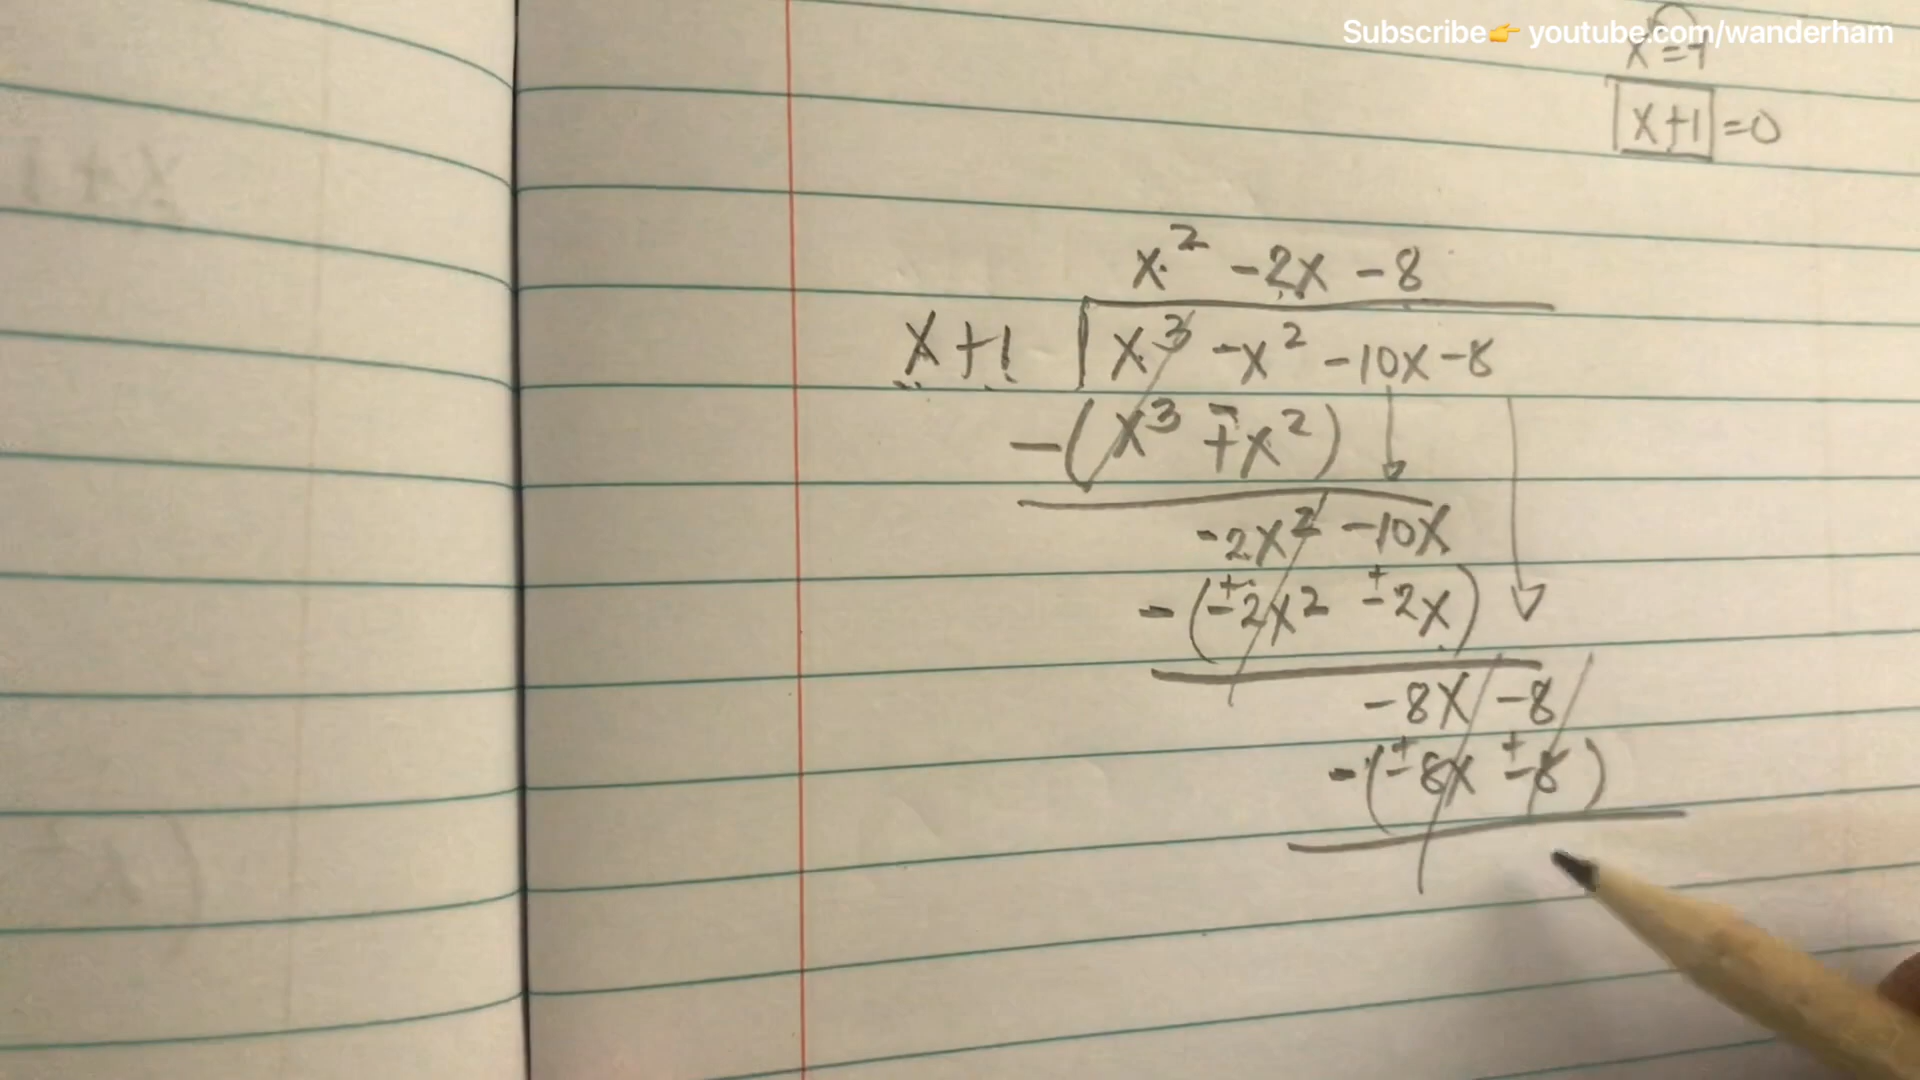 Subscribe👉 youtube.com/wanderham
x = -1
x+1 = 0
x² - 2x - 8
x+1 x³ - x² - 10x - 8
-(x³ ∓ x²)
-2x² - 10x
-(±2x² ±2x)
-8x - 8
-(±8x ±8)